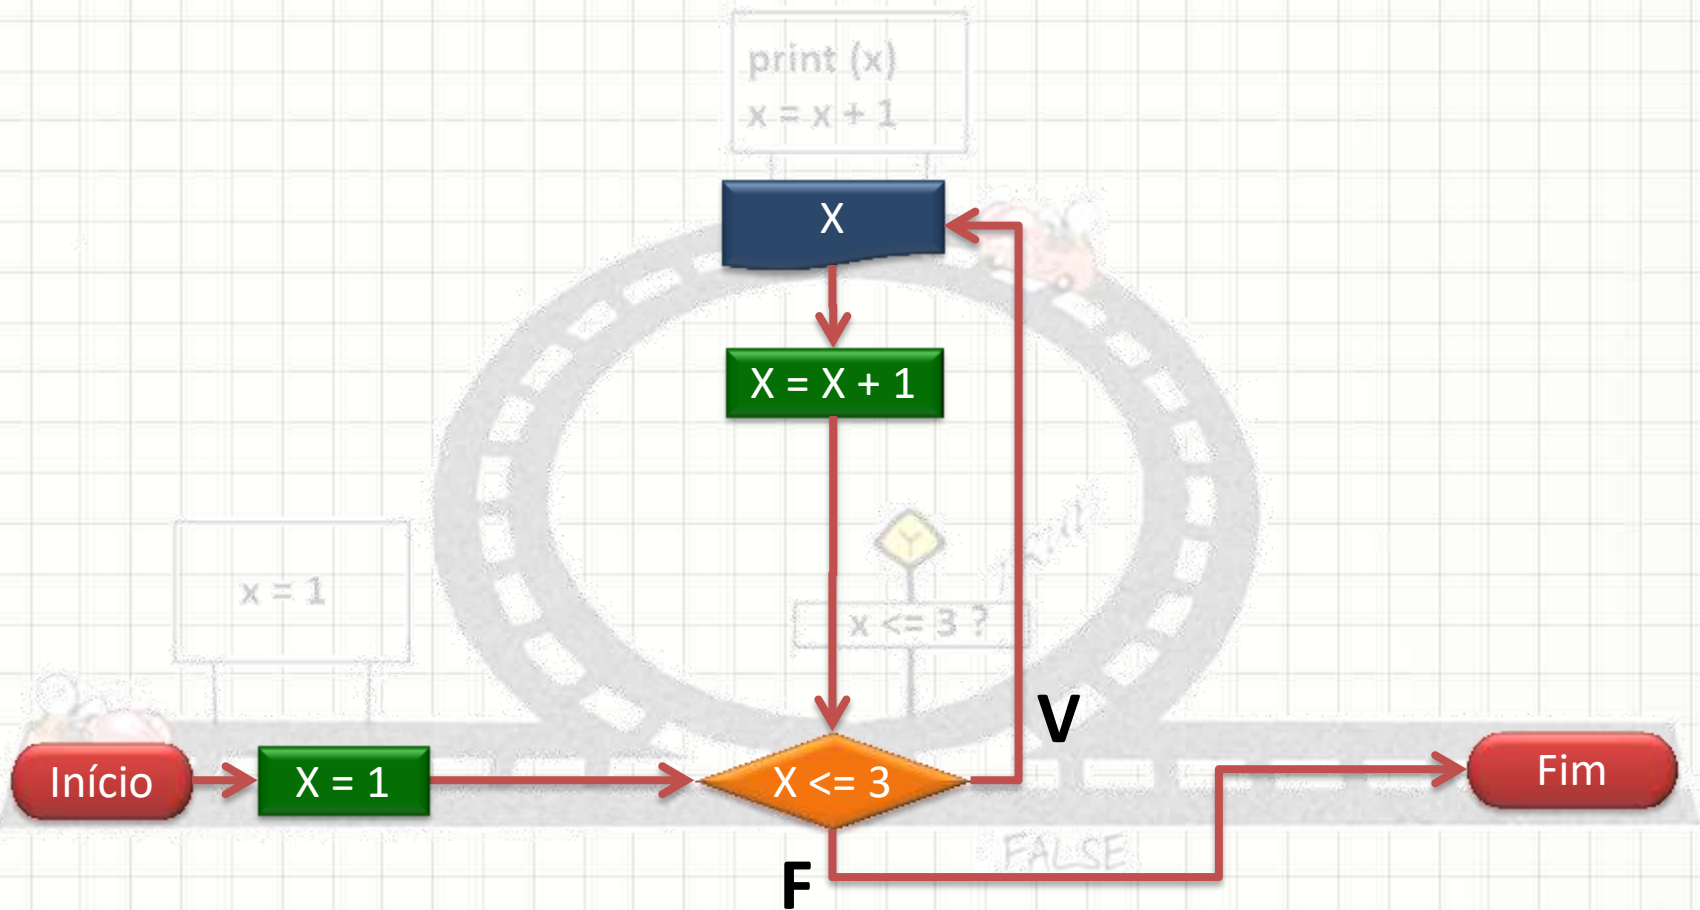 print (x)
x = x + 1
X
X = X + 1
x = 1
x <= 3 ?
V
Início
X = 1
X <= 3
Fim
FALSE
F